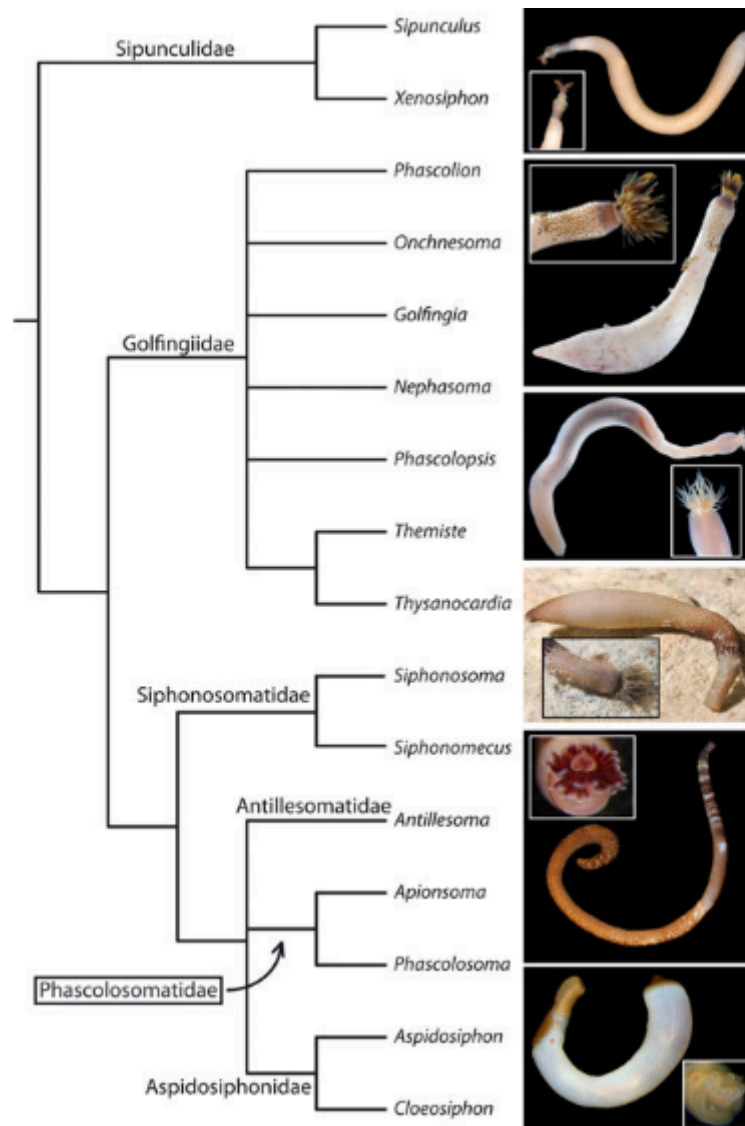 Sipunculus
Sipunculidae
Xenosiphon
Phascolion
Onchnesoma
Golfingia
Golfingiidae
Nephasoma
Phascolopsis
Themiste
Thysanocardia
Siphonosoma
Siphonosomatidae
Siphonomecus
Antillesomatidae
Antillesoma
Apionsoma
Phascolosoma
Phascolosomatidae
Aspidosiphon
Aspidosiphonidae
Cloeosiphon